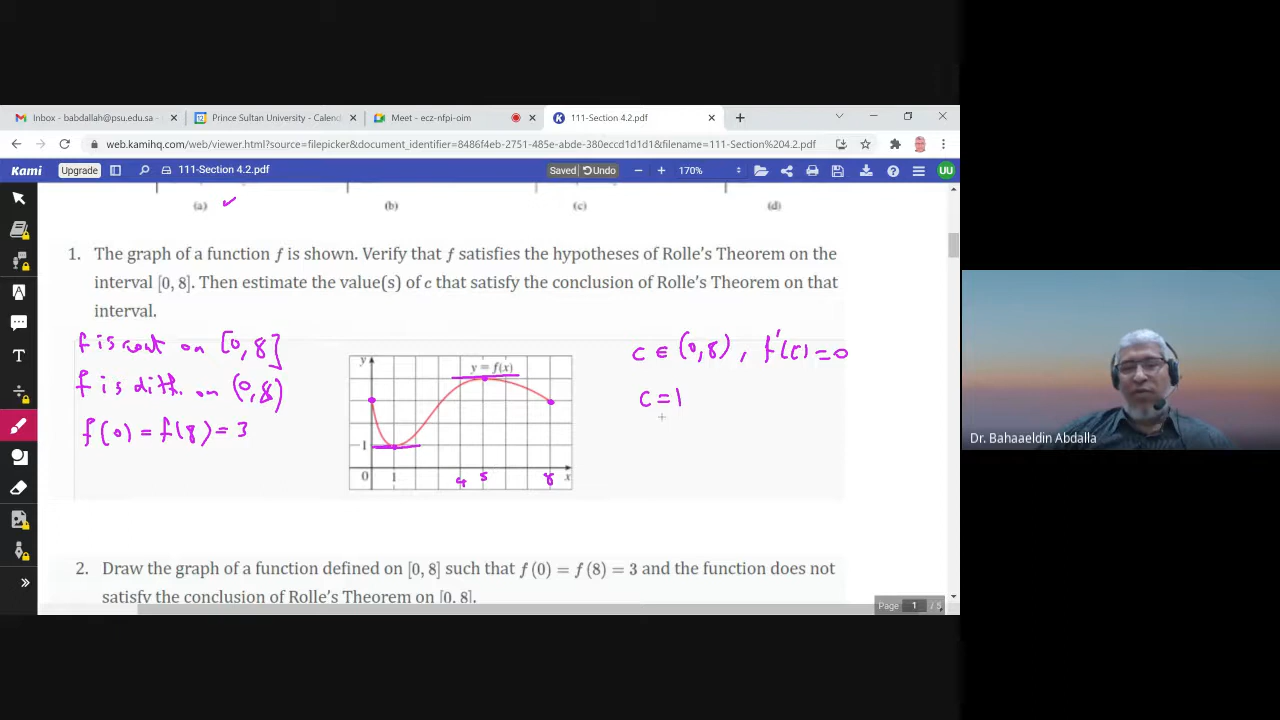 Inbox - babdallah@psu.edu.sa -
Prince Sultan University - Calend
Meet - ecz-nfpi-oim
111-Section 4.2.pdf
web.kamihq.com/web/viewer.html?source=filepicker&document_identifier=8486f4eb-2751-485e-abde-380eccd1d1d1&filename=111-Section%204.2.pdf
Kami
Upgrade
111-Section 4.2.pdf
Saved
Undo
170%
UU
(a) ✓ (b) (c) (d)
1. The graph of a function f is shown. Verify that f satisfies the hypotheses of Rolle's Theorem on the
interval [0, 8]. Then estimate the value(s) of c that satisfy the conclusion of Rolle's Theorem on that
interval.
f is cont on [0,8]
f is diff. on (0,8)
f(0) = f(8) = 3
y
y = f(x)
1
0 1 4 5 8 x
c ∈ (0,8), f'(c) = 0
c = 1
Dr. Bahaaeldin Abdalla
2. Draw the graph of a function defined on [0, 8] such that f (0) = f (8) = 3 and the function does not
satisfy the conclusion of Rolle's Theorem on [0, 8].
Page 1 / 5